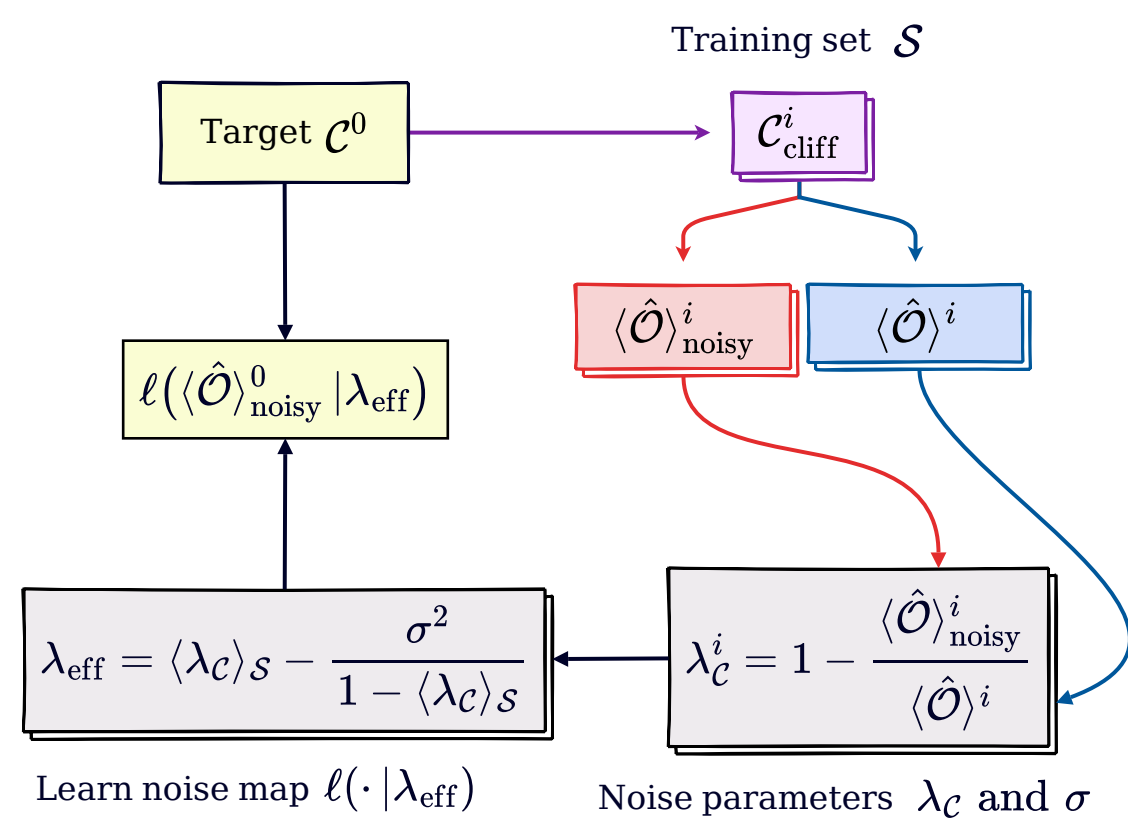 Training set 𝒮
Target 𝒞⁰
𝒞ⁱ_cliff
⟨𝒪̂⟩ⁱ_noisy
⟨𝒪̂⟩ⁱ
ℓ(⟨𝒪̂⟩⁰_noisy |λ_eff)
λ_eff = ⟨λ_𝒞⟩_𝒮 − σ² / (1 − ⟨λ_𝒞⟩_𝒮)
λⁱ_𝒞 = 1 − ⟨𝒪̂⟩ⁱ_noisy / ⟨𝒪̂⟩ⁱ
Learn noise map ℓ(· |λ_eff)
Noise parameters λ_𝒞 and σ